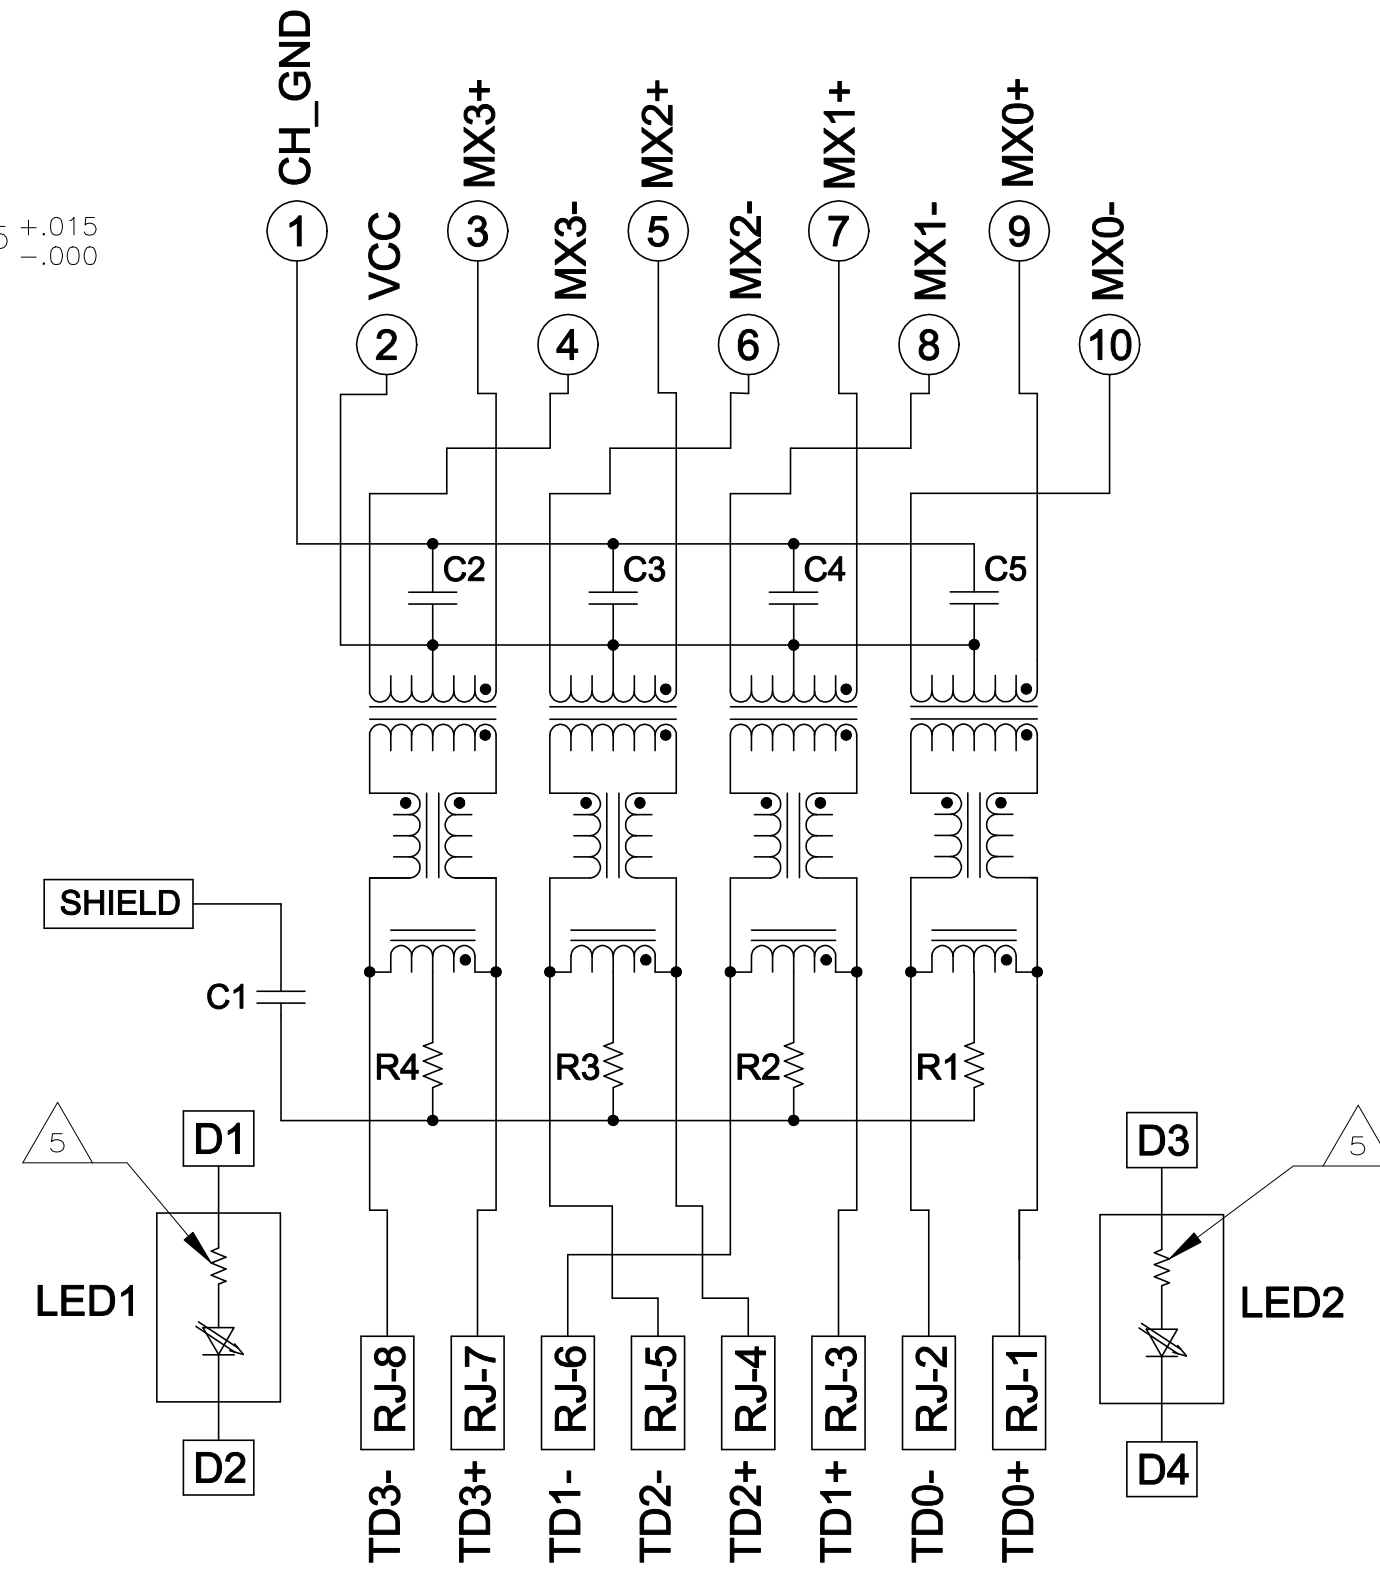 CH_GND
MX3+
MX2+
MX1+
MX0+
+.015
-.000
1
VCC
3
MX3-
5
MX2-
7
MX1-
9
MX0-
2
4
6
8
10
C2
C3
C4
C5
SHIELD
C1
R4
R3
R2
R1
5
D1
D3
5
LED1
LED2
D2
D4
RJ-8
RJ-7
RJ-6
RJ-5
RJ-4
RJ-3
RJ-2
RJ-1
TD3-
TD3+
TD1-
TD2-
TD2+
TD1+
TD0-
TD0+